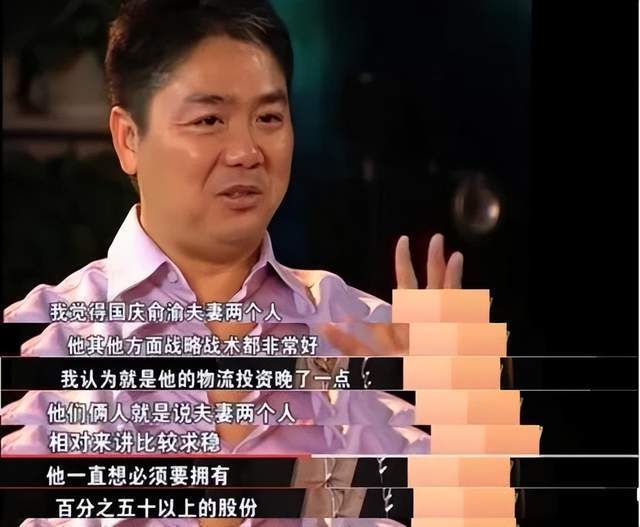 我觉得国庆俞渝夫妻两个人
他其他方面战略战术都非常好
我认为就是他的物流投资晚了一点
他们俩人就是说夫妻两个人
相对来讲比较求稳
他一直想必须要拥有
百分之五十以上的股份